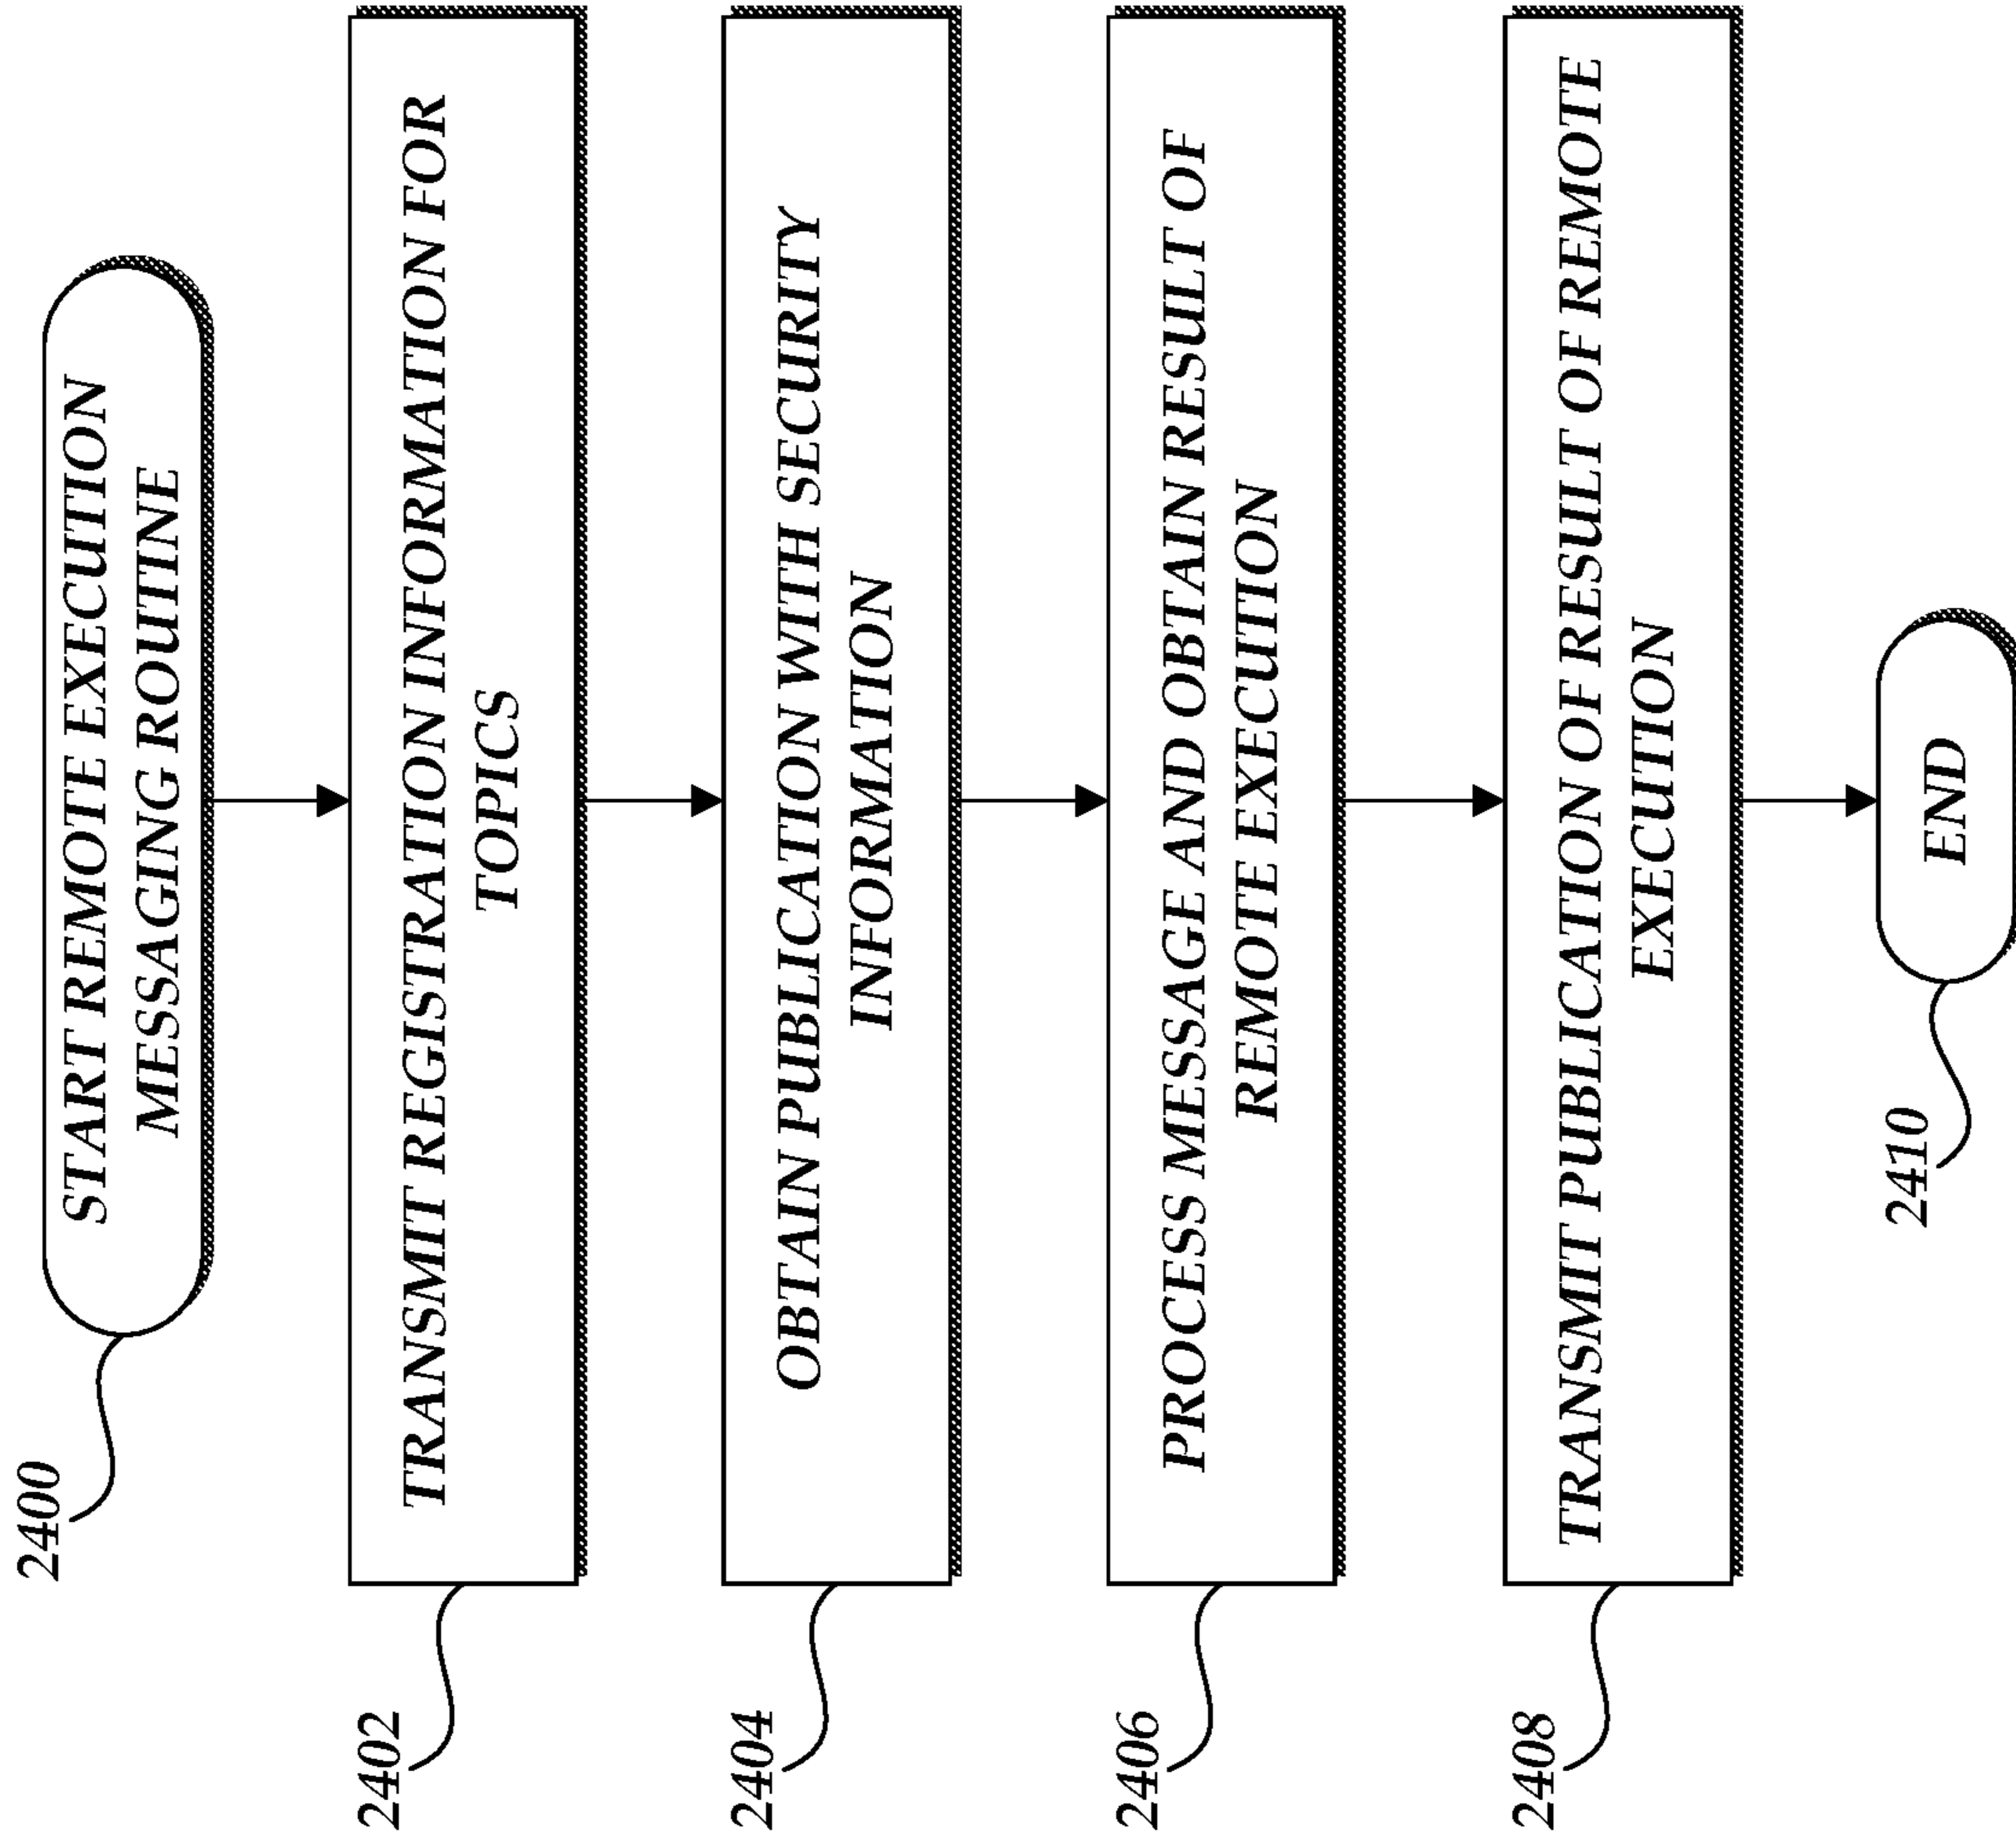 2400
START REMOTE EXECUTION
MESSAGING ROUTINE
2402
TRANSMIT REGISTRATION INFORMATION FOR
TOPICS
2404
OBTAIN PUBLICATION WITH SECURITY
INFORMATION
2406
PROCESS MESSAGE AND OBTAIN RESULT OF
REMOTE EXECUTION
2408
TRANSMIT PUBLICATION OF RESULT OF REMOTE
EXECUTION
2410
END